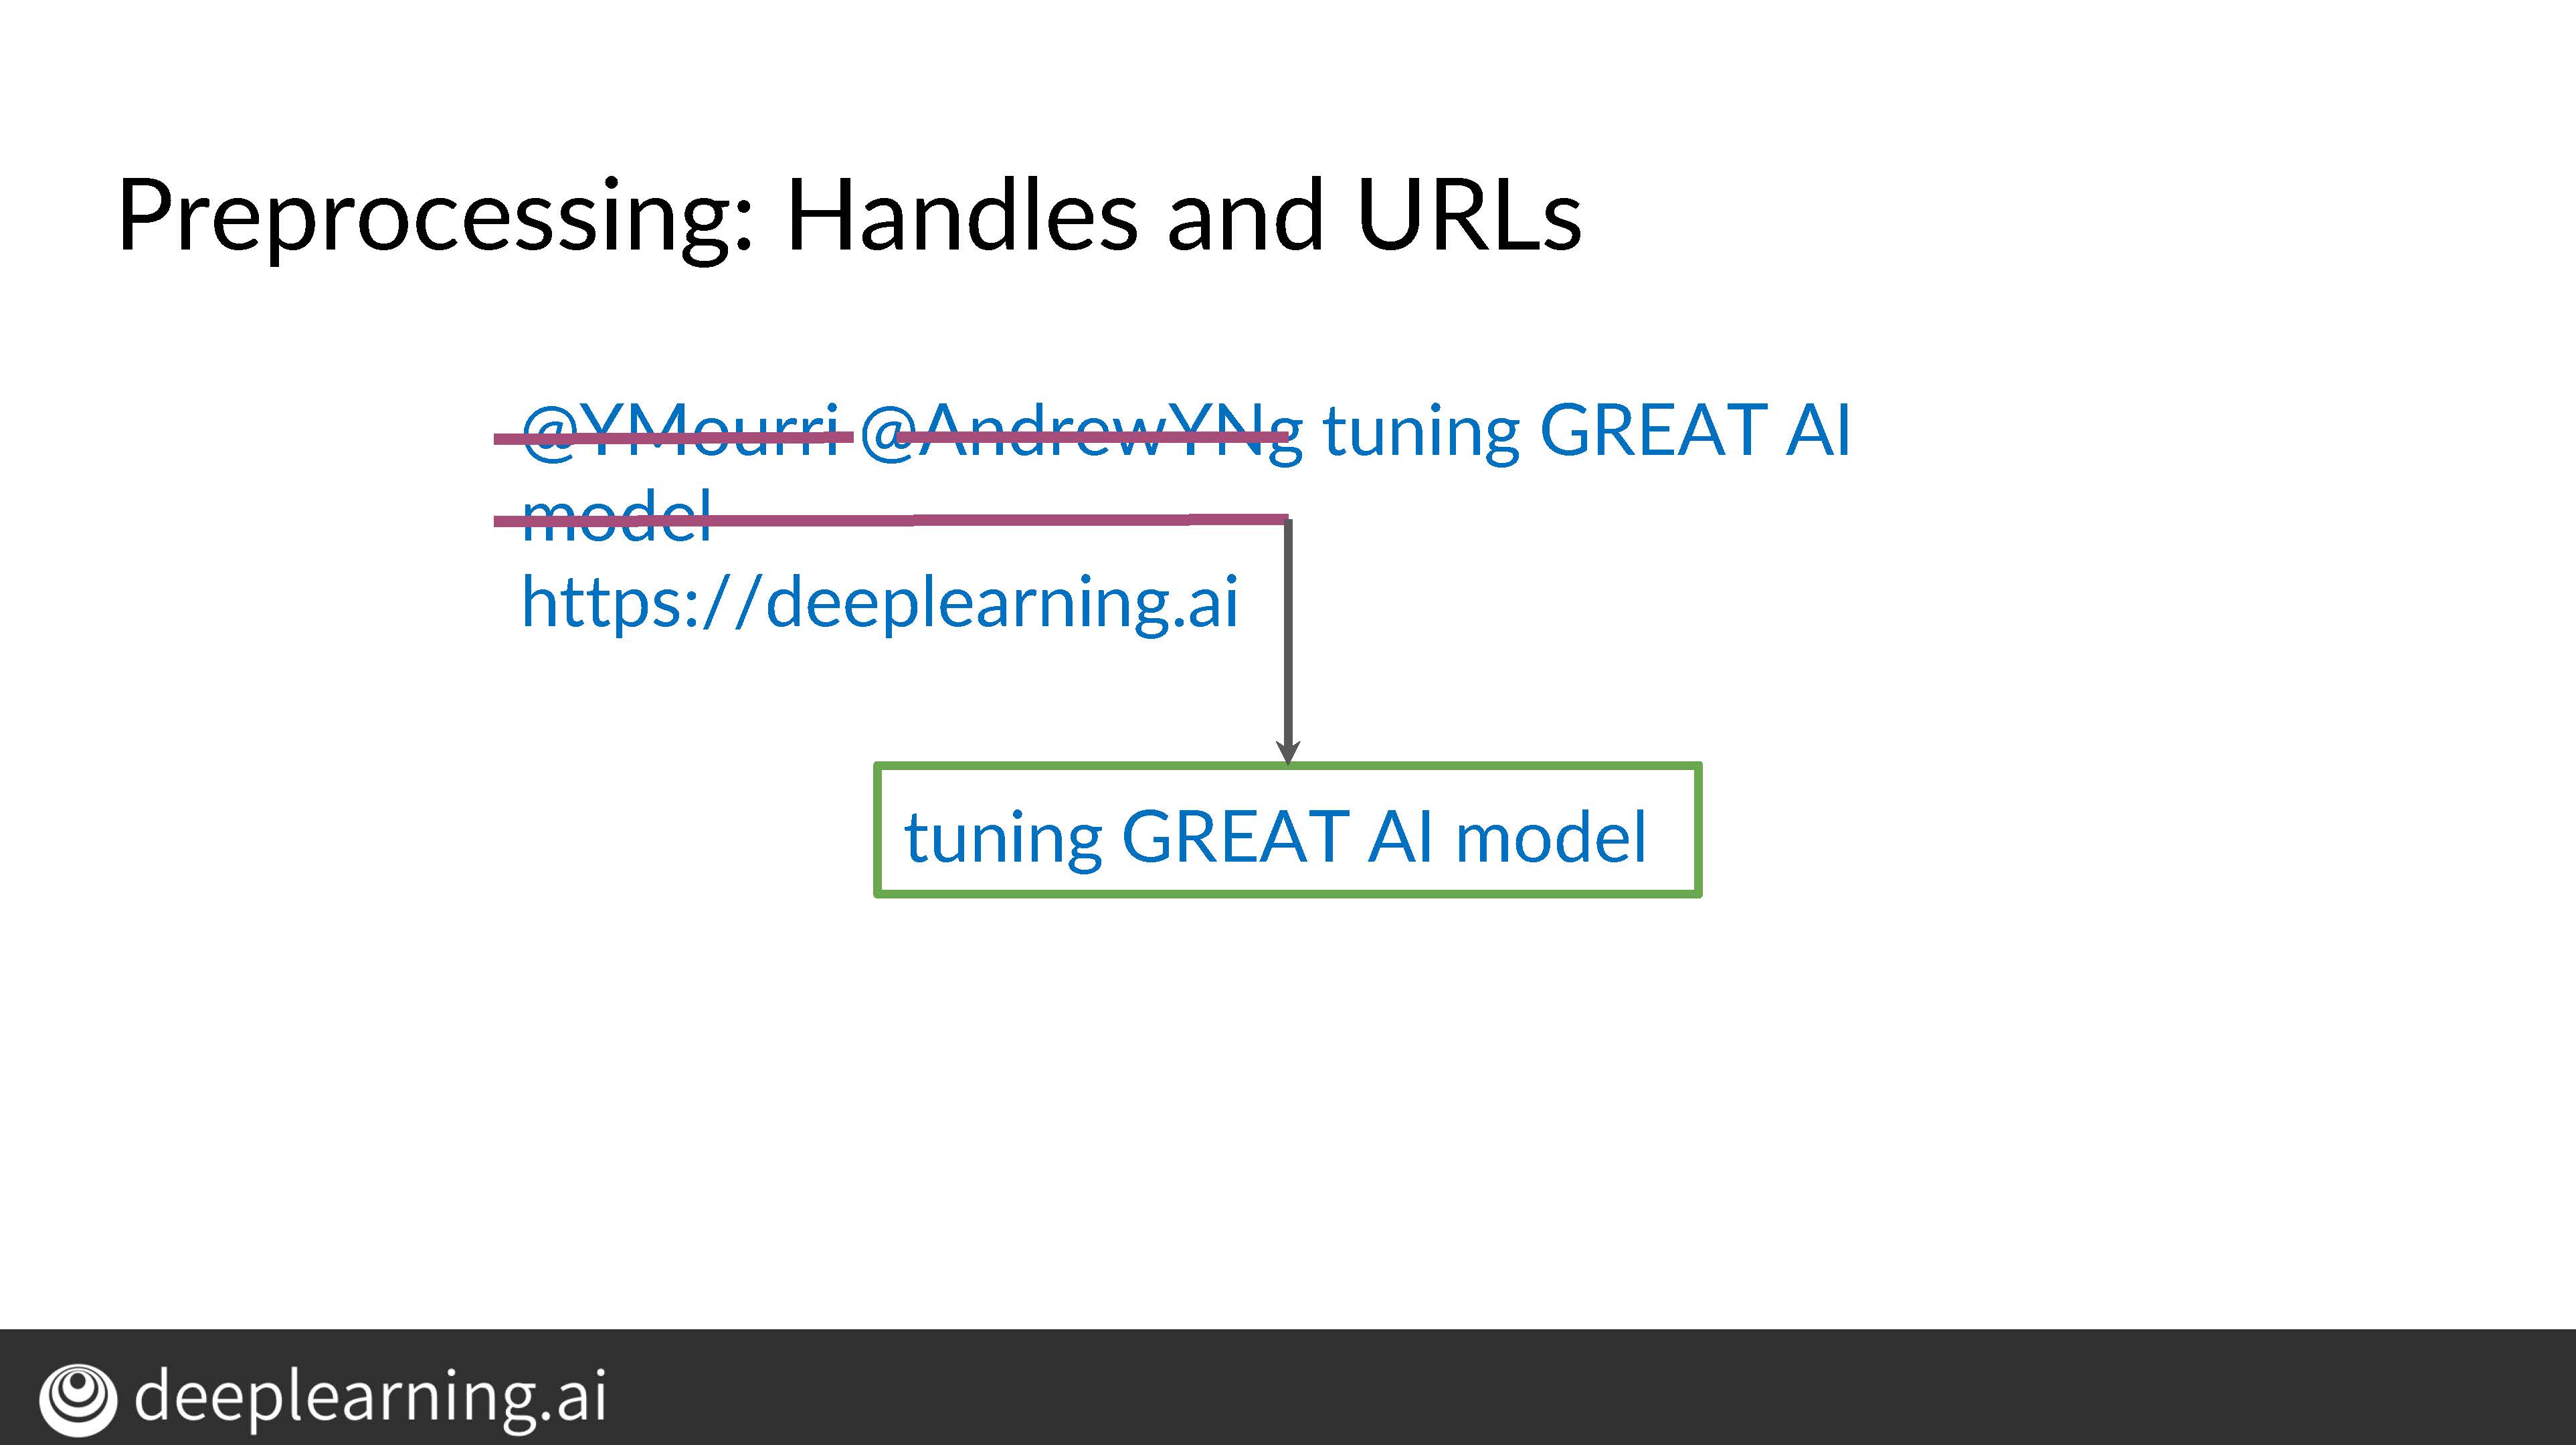 Preprocessing: Handles and URLs
@YMourri @AndrewYNg tuning GREAT AI
model
https://deeplearning.ai
tuning GREAT AI model
deeplearning.ai